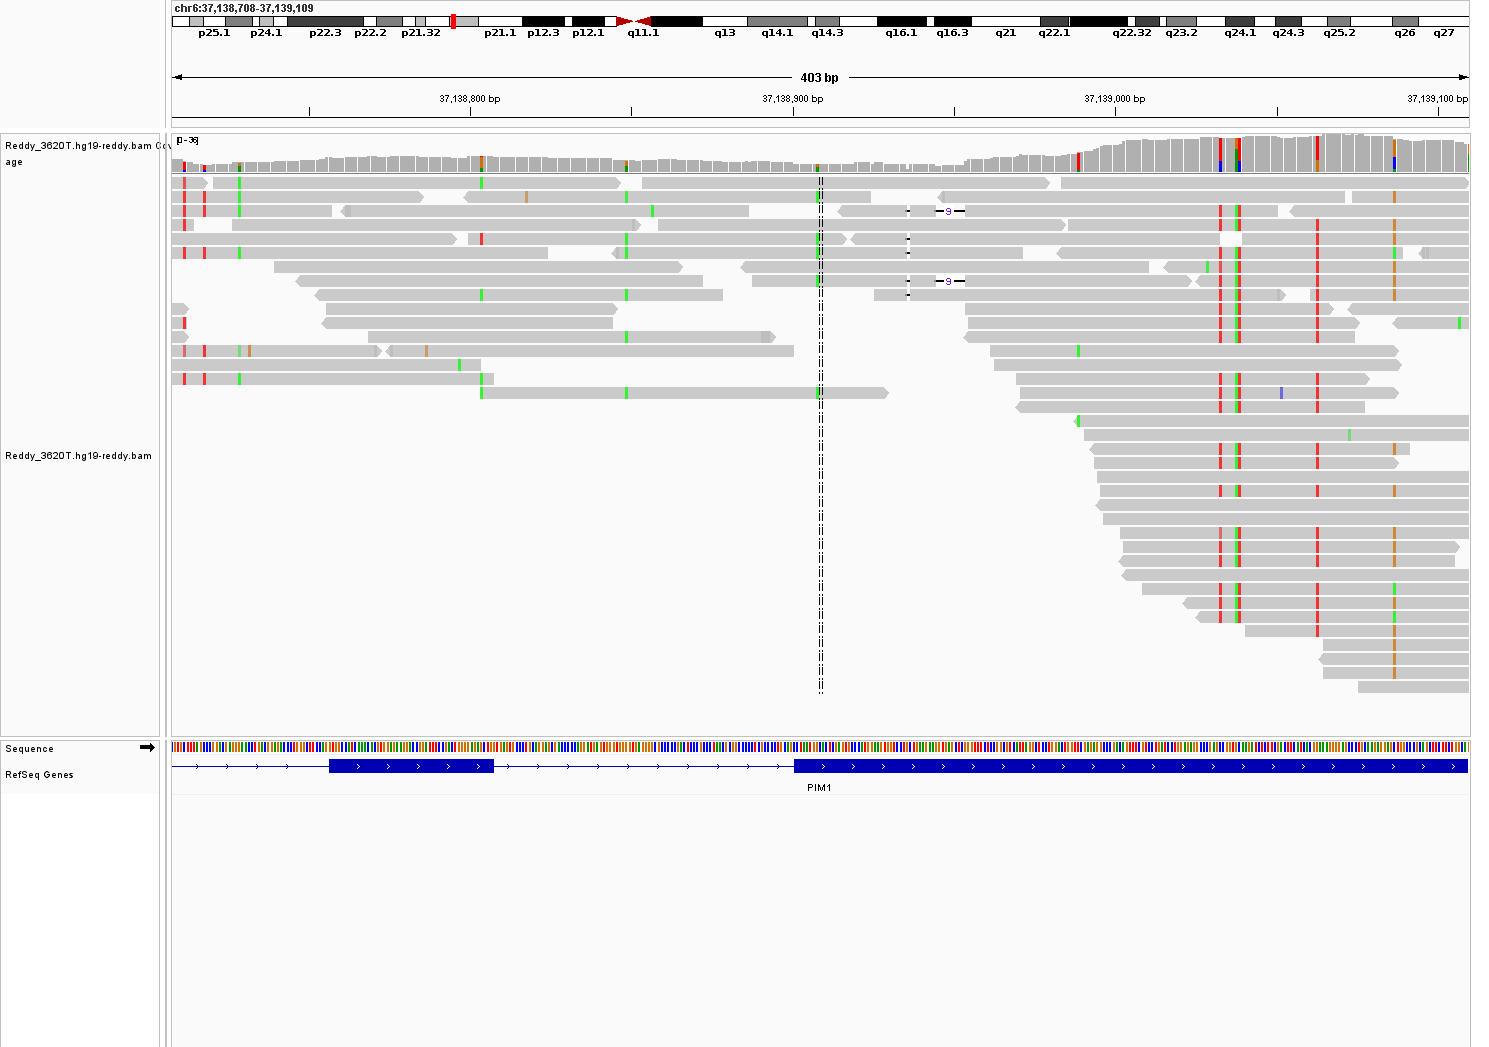 chr6:37,138,708-37,139,109
p25.1 p24.1 p22.3 p22.2 p21.32 p21.1 p12.3 p12.1 q11.1 q13 q14.1 q14.3 q16.1 q16.3 q21 q22.1 q22.32 q23.2 q24.1 q24.3 q25.2 q26 q27
403 bp
37,138,800 bp 37,138,900 bp 37,139,000 bp 37,139,100 bp
[0-36]
Reddy_3620T.hg19-reddy.bam Cov
age
9
9
Reddy_3620T.hg19-reddy.bam
Sequence
RefSeq Genes
PIM1